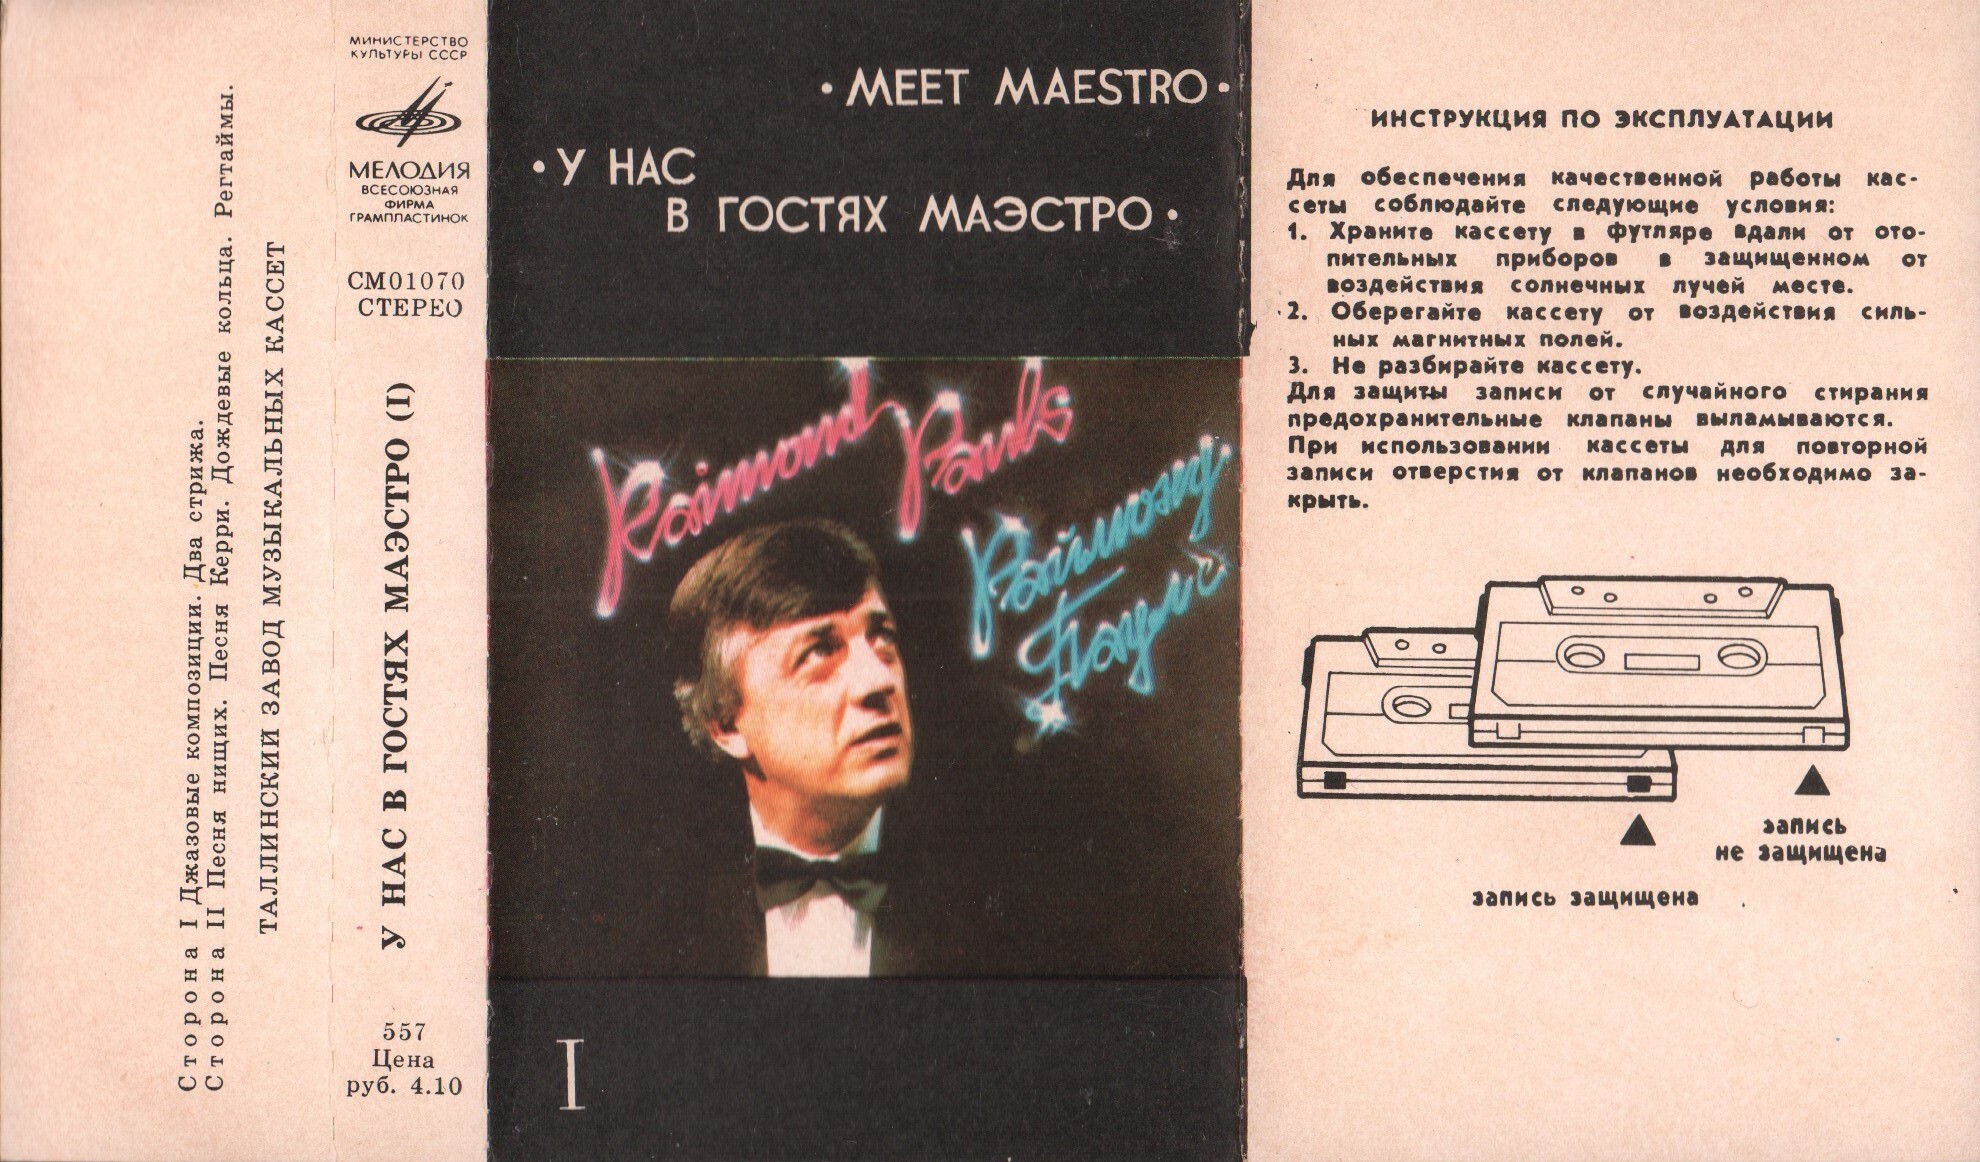 Сторона I Джазовые композиции. Два стрижа.
Сторона II Песня нищих. Песня Керри. Дождевые кольца. Регтаймы.
ТАЛЛИНСКИЙ ЗАВОД МУЗЫКАЛЬНЫХ КАССЕТ
МИНИСТЕРСТВО
КУЛЬТУРЫ СССР
МЕЛОДИЯ
ВСЕСОЮЗНАЯ
ФИРМА
ГРАМПЛАСТИНОК
СМ01070
СТЕРЕО
У НАС В ГОСТЯХ МАЭСТРО (I)
557
Цена
руб. 4.10
• MEET MAESTRO •
• У НАС
В ГОСТЯХ МАЭСТРО •
Raimond Pauls
Раймонд
Паулс
I
ИНСТРУКЦИЯ ПО ЭКСПЛУАТАЦИИ
Для обеспечения качественной работы кас-
сеты соблюдайте следующие условия:
1. Храните кассету в футляре вдали от ото-
пительных приборов в защищенном от
воздействия солнечных лучей месте.
2. Оберегайте кассету от воздействия силь-
ных магнитных полей.
3. Не разбирайте кассету.
Для защиты записи от случайного стирания
предохранительные клапаны выламываются.
При использовании кассеты для повторной
записи отверстия от клапанов необходимо за-
крыть.
запись
не защищена
запись защищена